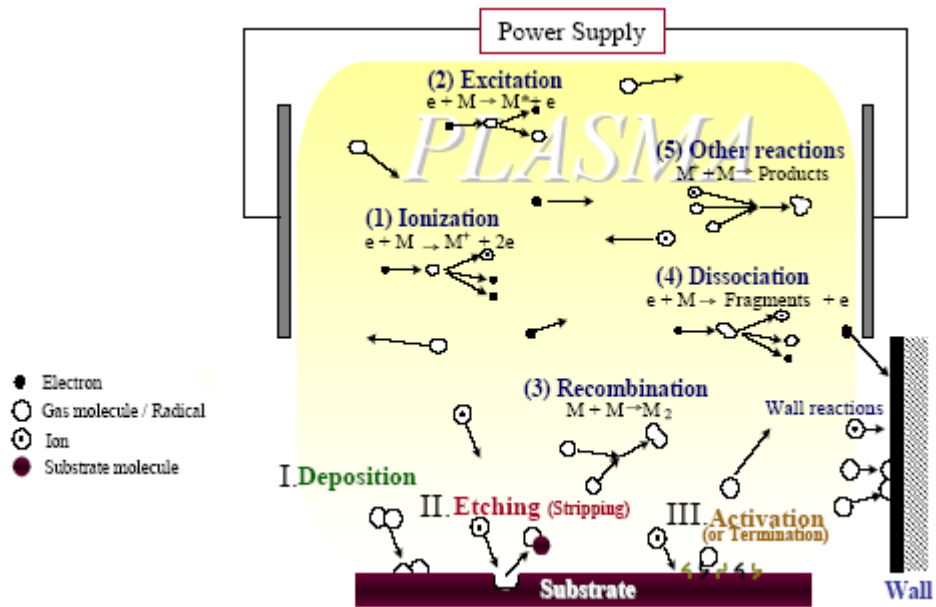 Power Supply
PLASMA
(2) Excitation
e + M → M* + e
(5) Other reactions
M + M → Products
(1) Ionization
e + M → M⁺ + 2e
(4) Dissociation
e + M → Fragments + e
(3) Recombination
M + M → M₂
Wall reactions
Electron
Gas molecule / Radical
Ion
Substrate molecule
I. Deposition
II. Etching (Stripping)
III. Activation
(or Termination)
Substrate
Wall